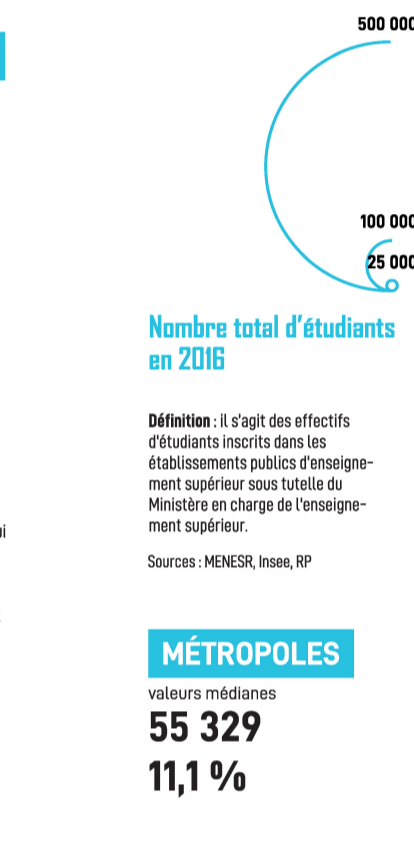 500 000
100 000
25 000
Nombre total d'étudiants
en 2016
Définition : il s'agit des effectifs
d'étudiants inscrits dans les
établissements publics d'enseigne-
ment supérieur sous tutelle du
Ministère en charge de l'enseigne-
ment supérieur.
Sources : MENESR, Insee, RP
MÉTROPOLES
valeurs médianes
55 329
11,1 %